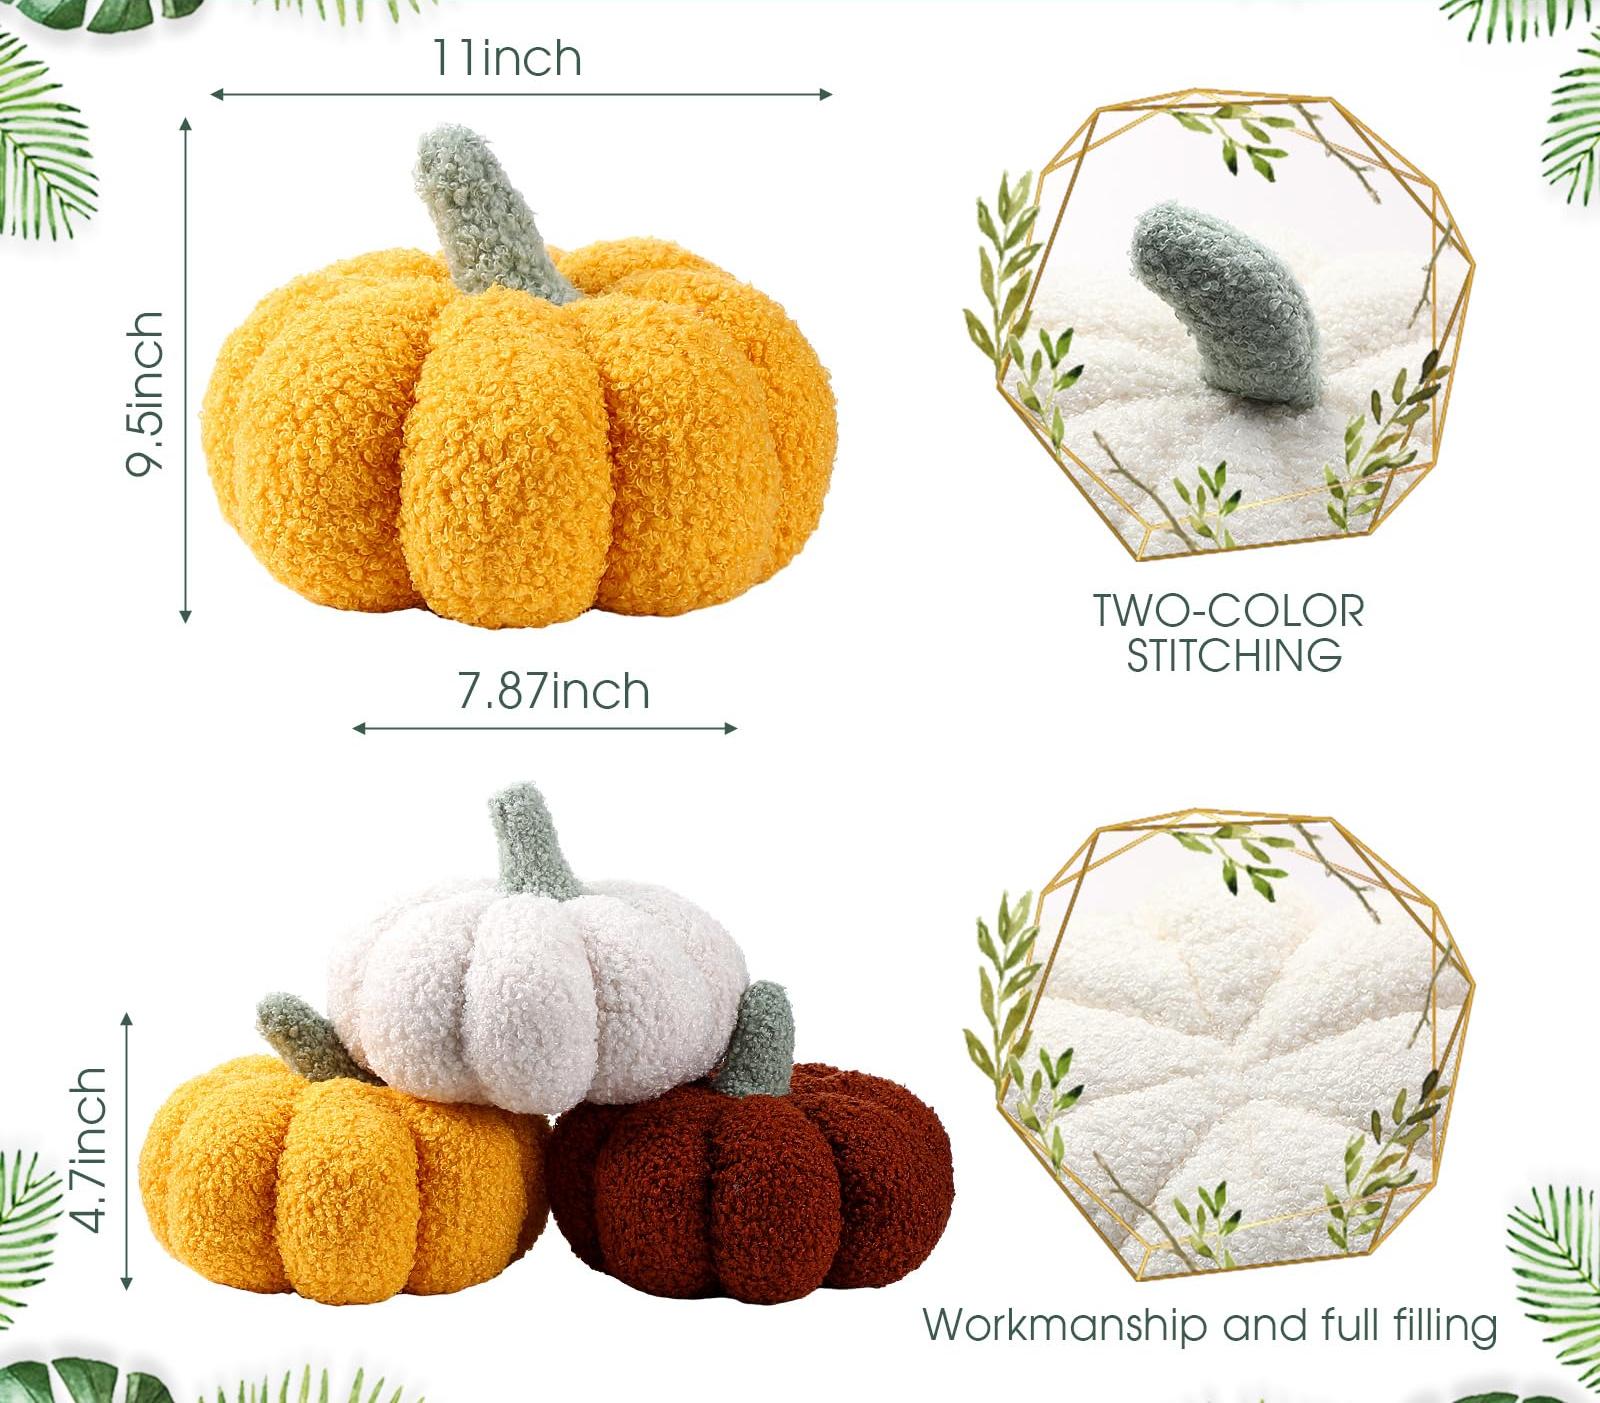 11inch
9.5inch
TWO-COLOR
STITCHING
7.87inch
4.7inch
Workmanship and full filling